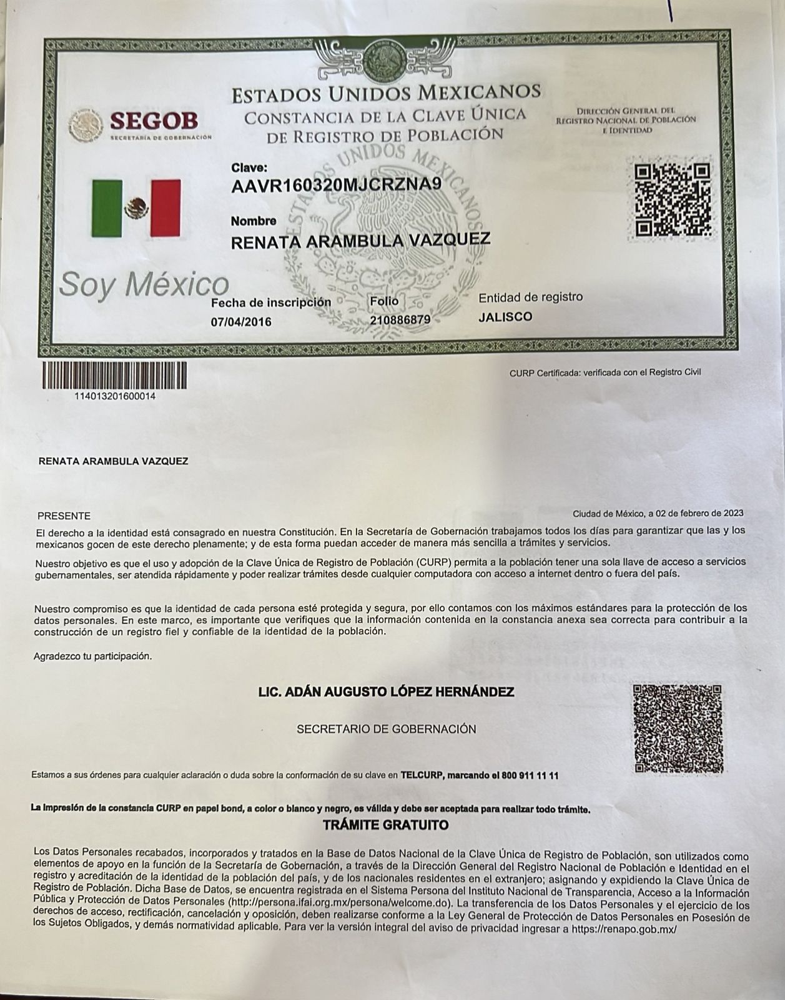 ESTADOS UNIDOS MEXICANOS
CONSTANCIA DE LA CLAVE ÚNICA
DE REGISTRO DE POBLACIÓN
SEGOB
SECRETARÍA DE GOBERNACIÓN
DIRECCIÓN GENERAL DEL
REGISTRO NACIONAL DE POBLACIÓN
E IDENTIDAD
ESTADOS UNIDOS MEXICANOS
Clave:
AAVR160320MJCRZNA9
Nombre
RENATA ARAMBULA VAZQUEZ
Soy México
Fecha de inscripción
07/04/2016
Folio
210886879
Entidad de registro
JALISCO
114013201600014
CURP Certificada: verificada con el Registro Civil
RENATA ARAMBULA VAZQUEZ
PRESENTE
Ciudad de México, a 02 de febrero de 2023
El derecho a la identidad está consagrado en nuestra Constitución. En la Secretaría de Gobernación trabajamos todos los días para garantizar que las y los
mexicanos gocen de este derecho plenamente; y de esta forma puedan acceder de manera más sencilla a trámites y servicios.
Nuestro objetivo es que el uso y adopción de la Clave Única de Registro de Población (CURP) permita a la población tener una sola llave de acceso a servicios
gubernamentales, ser atendida rápidamente y poder realizar trámites desde cualquier computadora con acceso a internet dentro o fuera del país.
Nuestro compromiso es que la identidad de cada persona esté protegida y segura, por ello contamos con los máximos estándares para la protección de los
datos personales. En este marco, es importante que verifiques que la información contenida en la constancia anexa sea correcta para contribuir a la
construcción de un registro fiel y confiable de la identidad de la población.
Agradezco tu participación.
LIC. ADÁN AUGUSTO LÓPEZ HERNÁNDEZ
SECRETARIO DE GOBERNACIÓN
Estamos a sus órdenes para cualquier aclaración o duda sobre la conformación de su clave en TELCURP, marcando el 800 911 11 11
La impresión de la constancia CURP en papel bond, a color o blanco y negro, es válida y debe ser aceptada para realizar todo trámite.
TRÁMITE GRATUITO
Los Datos Personales recabados, incorporados y tratados en la Base de Datos Nacional de la Clave Única de Registro de Población, son utilizados como
elementos de apoyo en la función de la Secretaría de Gobernación, a través de la Dirección General del Registro Nacional de Población e Identidad en el
registro y acreditación de la identidad de la población del país, y de los nacionales residentes en el extranjero; asignando y expidiendo la Clave Única de
Registro de Población. Dicha Base de Datos, se encuentra registrada en el Sistema Persona del Instituto Nacional de Transparencia, Acceso a la Información
Pública y Protección de Datos Personales (http://persona.ifai.org.mx/persona/welcome.do). La transferencia de los Datos Personales y el ejercicio de los
derechos de acceso, rectificación, cancelación y oposición, deben realizarse conforme a la Ley General de Protección de Datos Personales en Posesión de
los Sujetos Obligados, y demás normatividad aplicable. Para ver la versión integral del aviso de privacidad ingresar a https://renapo.gob.mx/